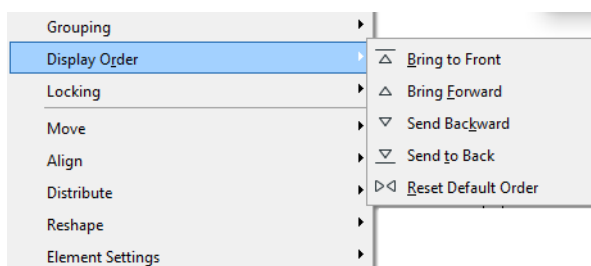 Grouping
Display Order
Locking
Move
Align
Distribute
Reshape
Element Settings
Bring to Front
Bring Forward
Send Backward
Send to Back
Reset Default Order